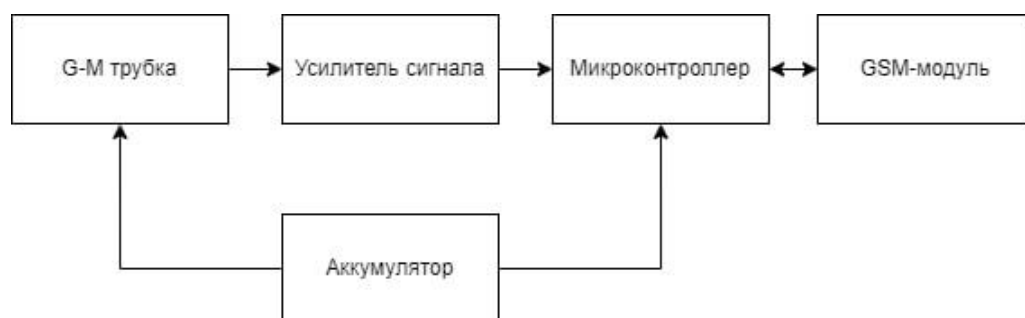 G-M трубка
Усилитель сигнала
Микроконтроллер
GSM-модуль
Аккумулятор